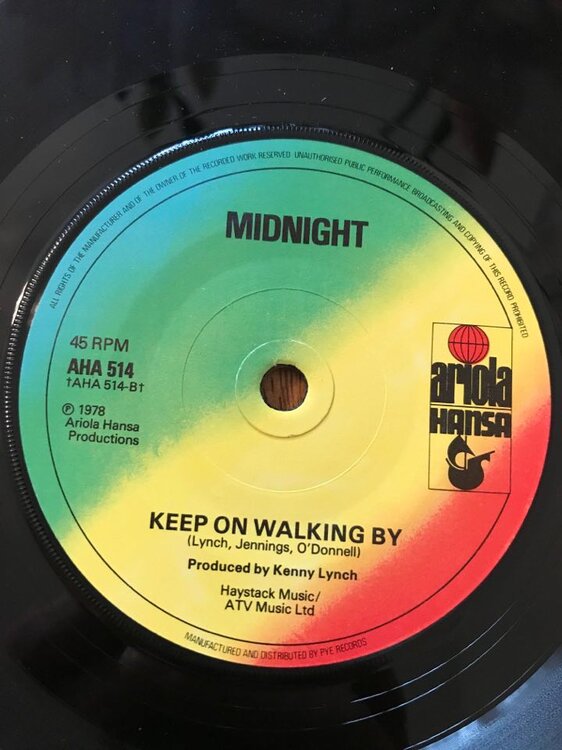 ALL RIGHTS OF THE MANUFACTURER AND OF THE OWNER OF THE RECORDED WORK RESERVED UNAUTHORISED PUBLIC PERFORMANCE BROADCASTING AND COPYING OF THIS RECORD PROHIBITED
MIDNIGHT
45 RPM
AHA 514
†AHA 514-B†
℗ 1978
Ariola Hansa
Productions
ariola
HANSA
KEEP ON WALKING BY
(Lynch, Jennings, O'Donnell)
Produced by Kenny Lynch
Haystack Music/
ATV Music Ltd
MANUFACTURED AND DISTRIBUTED BY PYE RECORDS